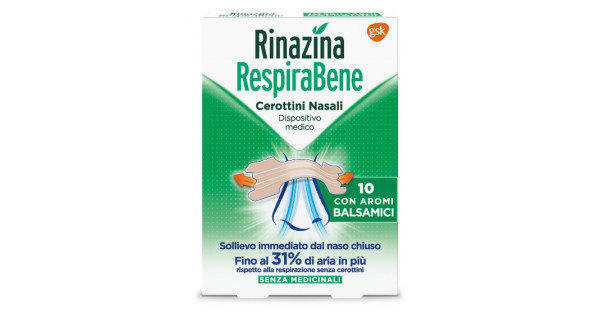 Rinazina
gsk
RespiraBene
Cerottini Nasali
Dispositivo
medico
10
CON AROMI
BALSAMICI
Sollievo immediato dal naso chiuso
Fino al 31% di aria in più
rispetto alla respirazione senza cerottini
SENZA MEDICINALI